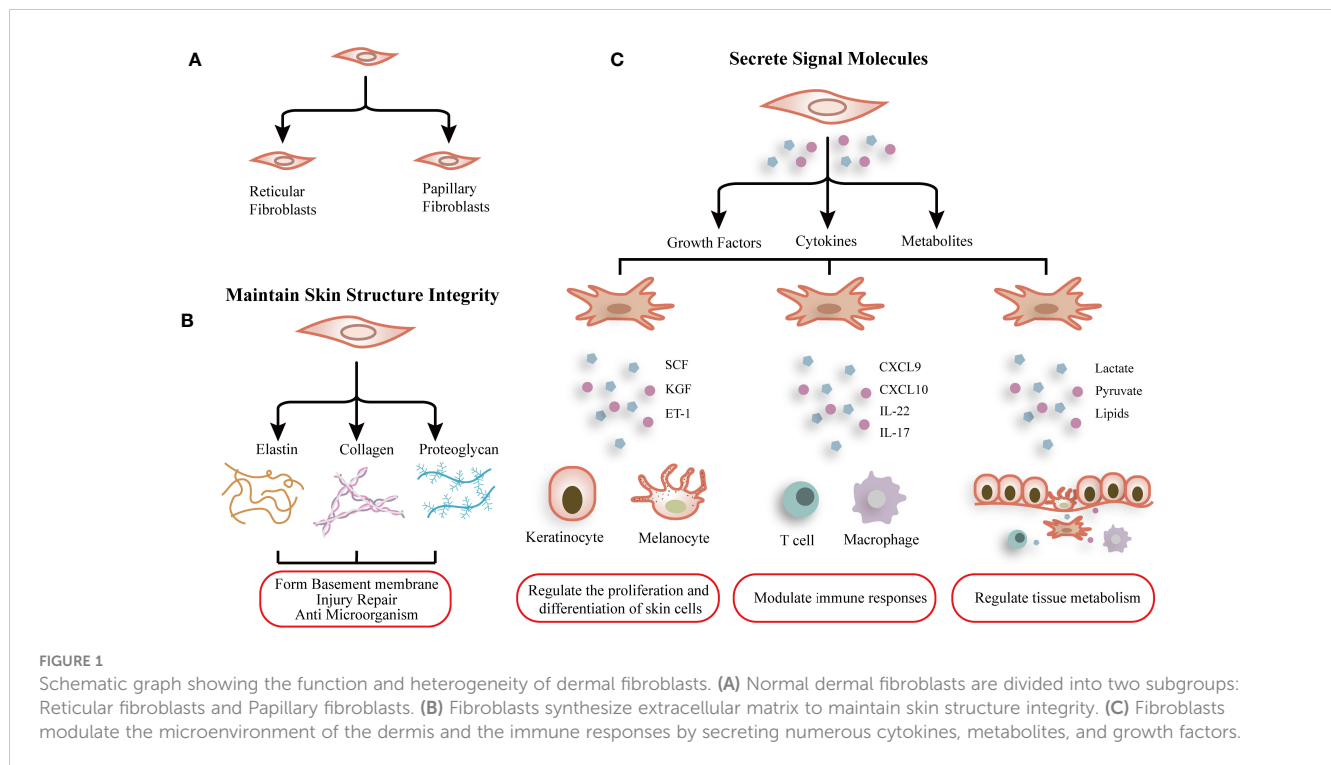 A
Reticular
Fibroblasts
Papillary
Fibroblasts
Maintain Skin Structure Integrity
B
Elastin
Collagen
Proteoglycan
Form Basement membrane
Injury Repair
Anti Microorganism
C
Secrete Signal Molecules
Growth Factors
Cytokines
Metabolites
SCF
KGF
ET-1
CXCL9
CXCL10
IL-22
IL-17
Lactate
Pyruvate
Lipids
Keratinocyte
Melanocyte
T cell
Macrophage
Regulate the proliferation and
differentiation of skin cells
Modulate immune responses
Regulate tissue metabolism
FIGURE 1
Schematic graph showing the function and heterogeneity of dermal fibroblasts. (A) Normal dermal fibroblasts are divided into two subgroups:
Reticular fibroblasts and Papillary fibroblasts. (B) Fibroblasts synthesize extracellular matrix to maintain skin structure integrity. (C) Fibroblasts
modulate the microenvironment of the dermis and the immune responses by secreting numerous cytokines, metabolites, and growth factors.